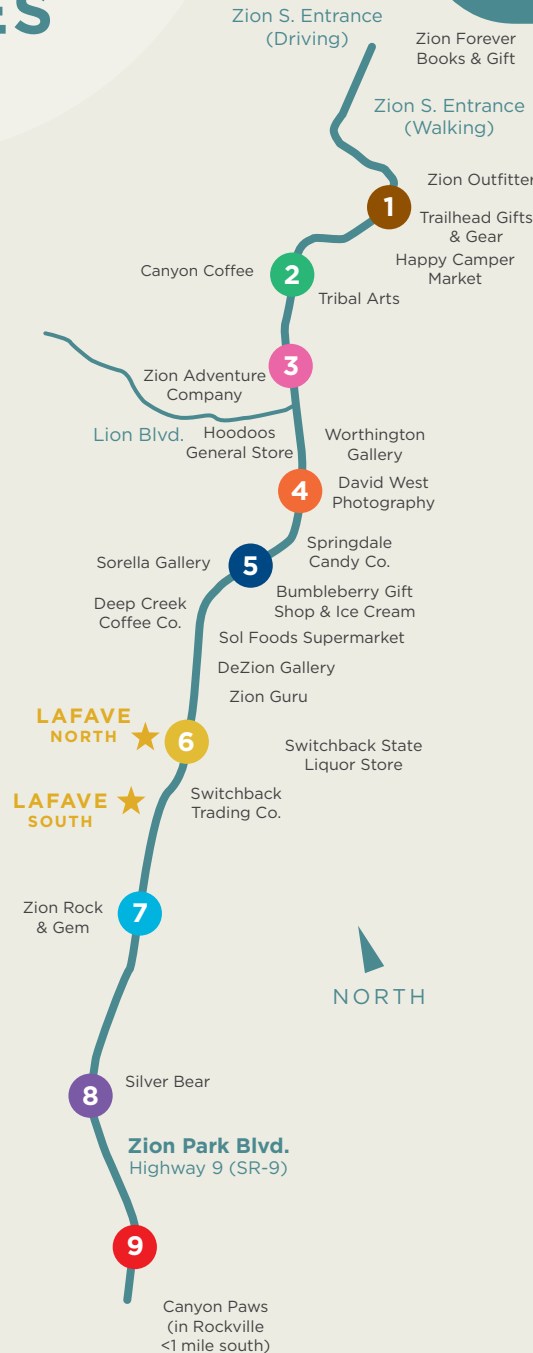 ES
Zion S. Entrance
(Driving)
Zion Forever
Books & Gift
Zion S. Entrance
(Walking)
Zion Outfitter
1
Trailhead Gifts
& Gear
Happy Camper
Market
Canyon Coffee
2
Tribal Arts
3
Zion Adventure
Company
Lion Blvd.
Hoodoos
General Store
Worthington
Gallery
4
David West
Photography
Springdale
Candy Co.
Sorella Gallery
5
Bumbleberry Gift
Shop & Ice Cream
Deep Creek
Coffee Co.
Sol Foods Supermarket
DeZion Gallery
Zion Guru
LAFAVE
NORTH
6
Switchback State
Liquor Store
LAFAVE
SOUTH
Switchback
Trading Co.
Zion Rock
& Gem
7
NORTH
8
Silver Bear
Zion Park Blvd.
Highway 9 (SR-9)
9
Canyon Paws
(in Rockville
<1 mile south)